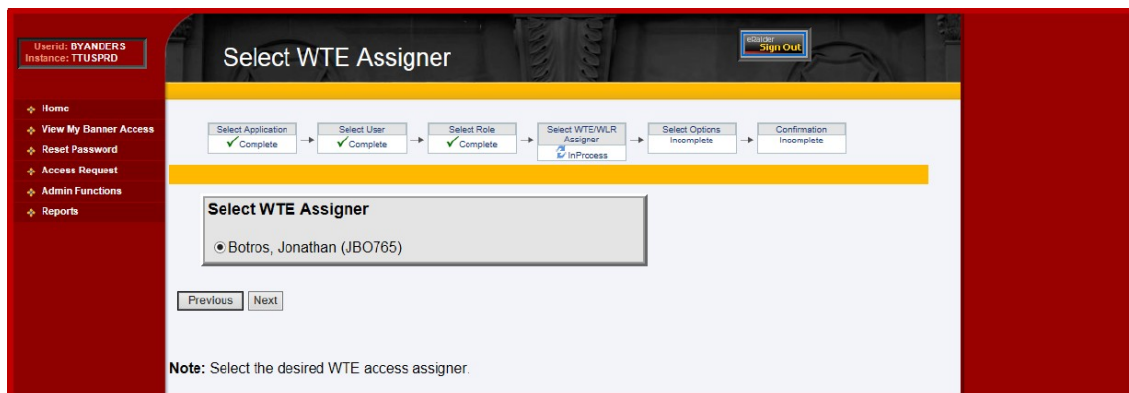 Userid: BYANDERS
Instance: TTUSPRD
Select WTE Assigner
eRaider
Sign Out
Home
View My Banner Access
Reset Password
Access Request
Admin Functions
Reports
Select Application
Complete
Select User
Complete
Select Role
Complete
Select WTE/WLR
Assigner
InProcess
Select Options
Incomplete
Confirmation
Incomplete
Select WTE Assigner
Botros, Jonathan (JBO765)
Previous Next
Note: Select the desired WTE access assigner.